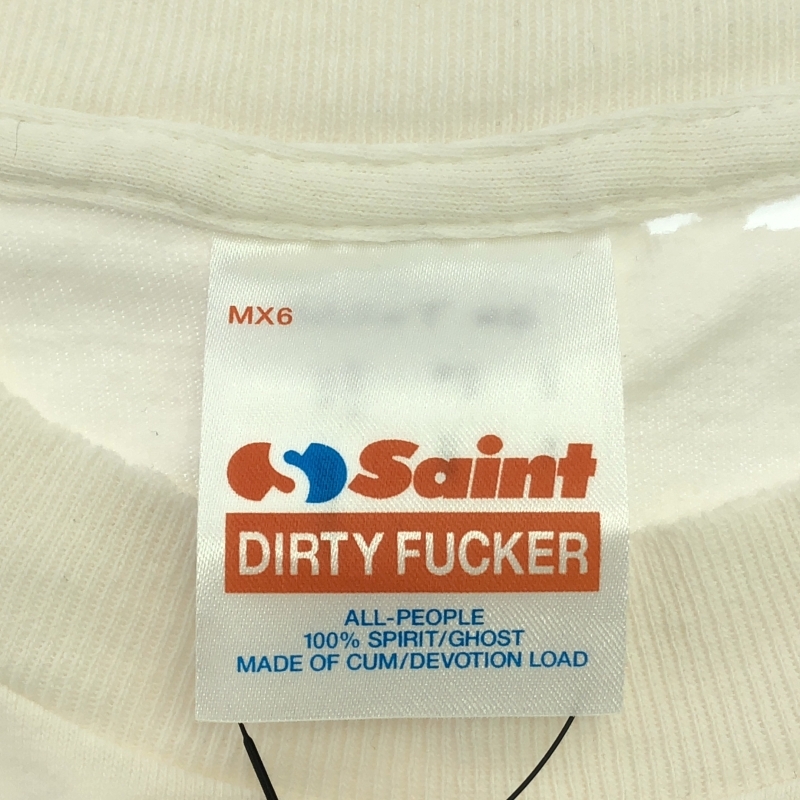 MX6
Saint
DIRTY FUCKER
ALL-PEOPLE
100% SPIRIT/GHOST
MADE OF CUM/DEVOTION LOAD